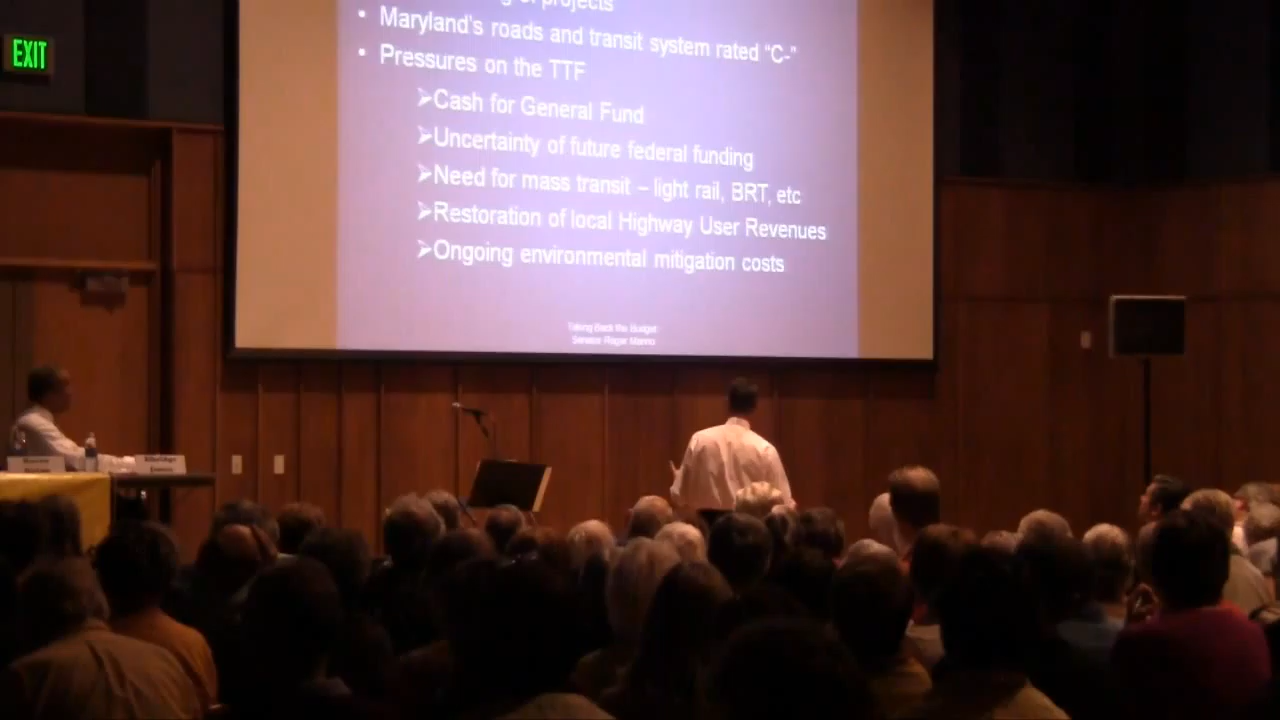 EXIT
of projects
• Maryland's roads and transit system rated “C-”
• Pressures on the TTF
➢Cash for General Fund
➢Uncertainty of future federal funding
➢Need for mass transit – light rail, BRT, etc
➢Restoration of local Highway User Revenues
➢Ongoing environmental mitigation costs
Taking Back the Budget
Senator Roger Manno